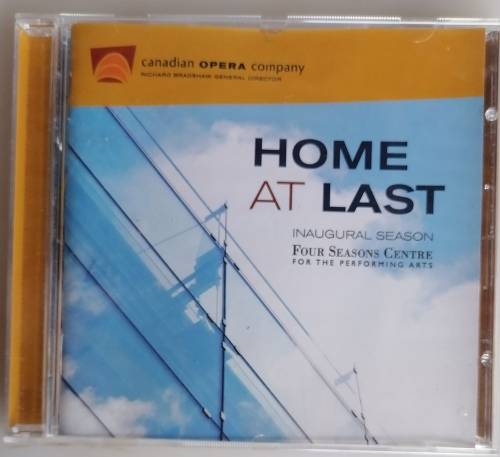 canadian OPERA company
RICHARD BRADSHAW GENERAL DIRECTOR
HOME
AT LAST
INAUGURAL SEASON
FOUR SEASONS CENTRE
FOR THE PERFORMING ARTS